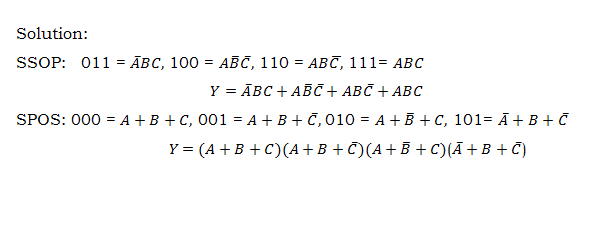 Solution:
SSOP: 011 = ĀBC, 100 = AB̄C̄, 110 = ABC̄, 111= ABC
Y = ĀBC + AB̄C̄ + ABC̄ + ABC
SPOS: 000 = A + B + C, 001 = A + B + C̄, 010 = A + B̄ + C, 101= Ā + B + C̄
Y = (A + B + C)(A + B + C̄)(A + B̄ + C)(Ā + B + C̄)